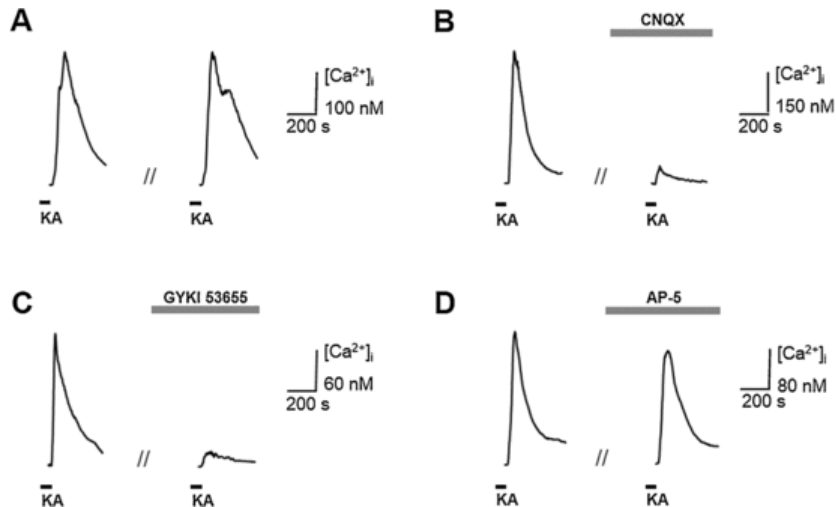 A
[Ca²⁺]ᵢ
100 nM
200 s
//
KA
KA
B
CNQX
[Ca²⁺]ᵢ
150 nM
200 s
//
KA
KA
C
GYKI 53655
[Ca²⁺]ᵢ
60 nM
200 s
//
KA
KA
D
AP-5
[Ca²⁺]ᵢ
80 nM
200 s
//
KA
KA